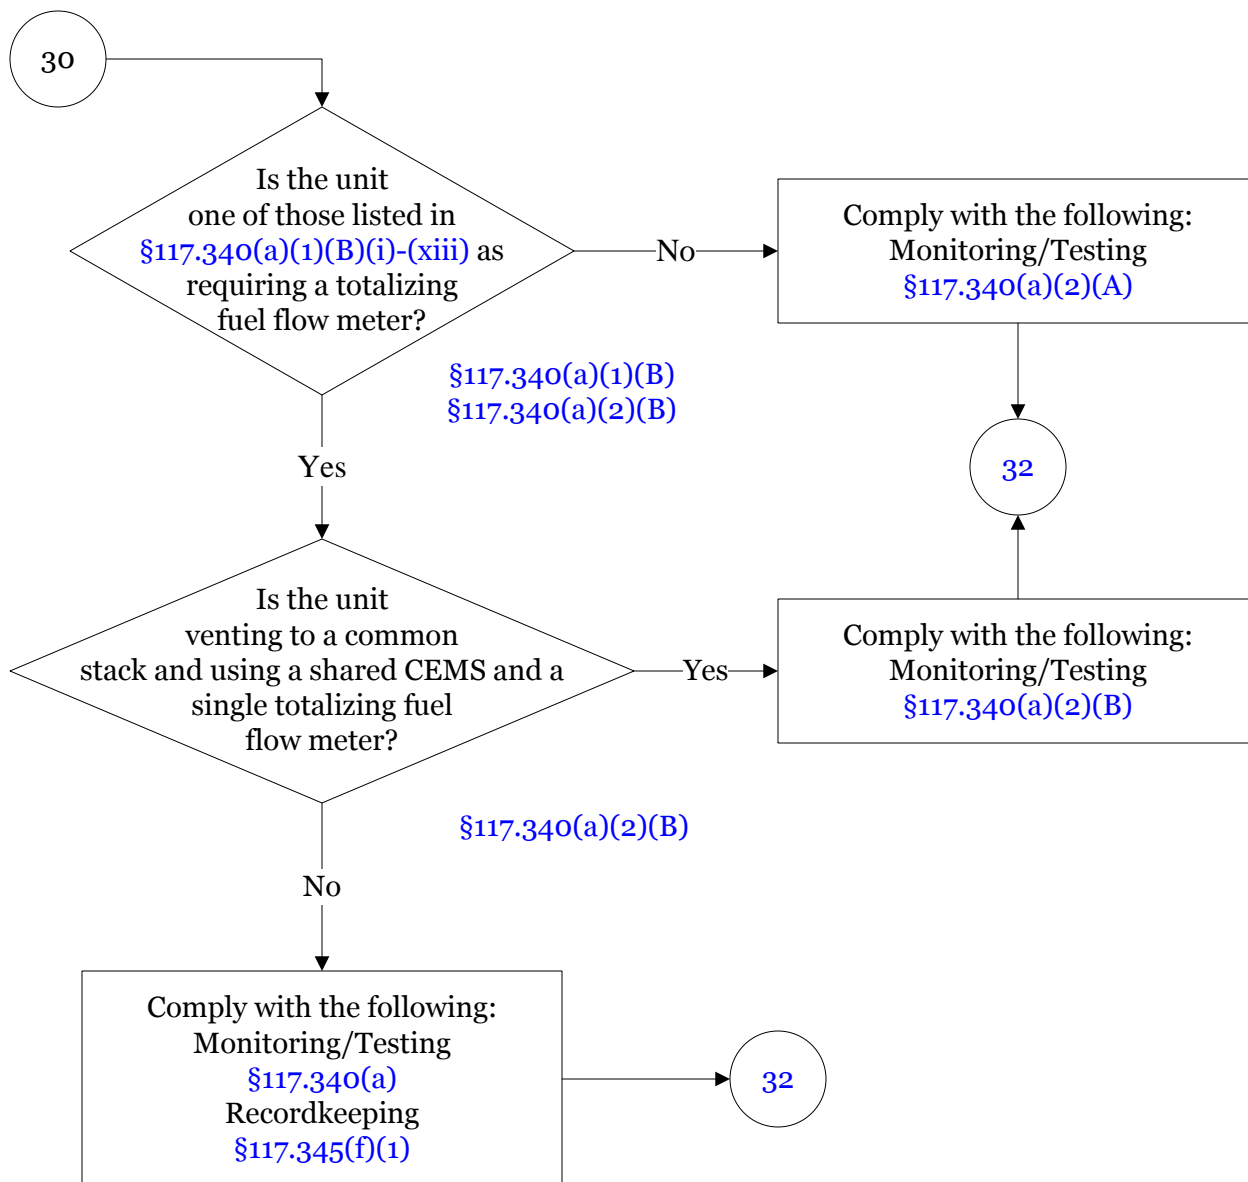 30
Is the unit
one of those listed in
§117.340(a)(1)(B)(i)-(xiii) as
requiring a totalizing
fuel flow meter?
No
Comply with the following:
Monitoring/Testing
§117.340(a)(2)(A)
§117.340(a)(1)(B)
§117.340(a)(2)(B)
Yes
32
Is the unit
venting to a common
stack and using a shared CEMS and a
single totalizing fuel
flow meter?
Yes
Comply with the following:
Monitoring/Testing
§117.340(a)(2)(B)
§117.340(a)(2)(B)
No
Comply with the following:
Monitoring/Testing
§117.340(a)
Recordkeeping
§117.345(f)(1)
32